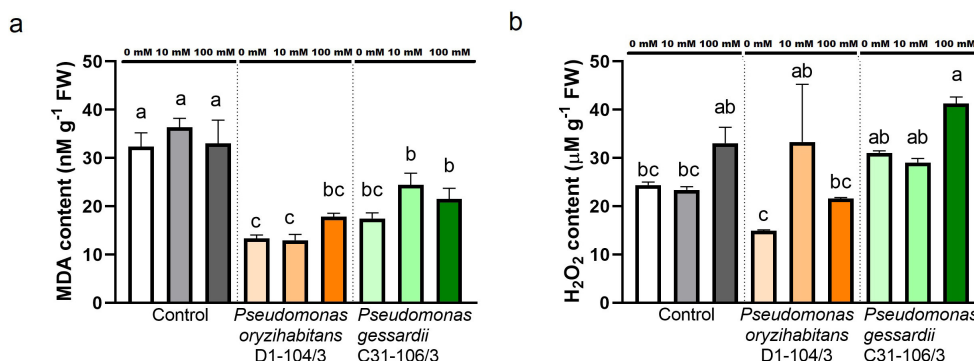 a
0 mM 10 mM 100 mM 0 mM 10 mM 100 mM 0 mM 10 mM 100 mM
MDA content (nM g-1 FW)
50
40
30
20
10
0
a a a
c c bc
bc b b
Control
Pseudomonas
oryzihabitans
D1-104/3
Pseudomonas
gessardii
C31-106/3
b
0 mM 10 mM 100 mM 0 mM 10 mM 100 mM 0 mM 10 mM 100 mM
H2O2 content (µM g-1 FW)
50
40
30
20
10
0
bc bc ab
c ab bc
ab ab a
Control
Pseudomonas
oryzihabitans
D1-104/3
Pseudomonas
gessardii
C31-106/3